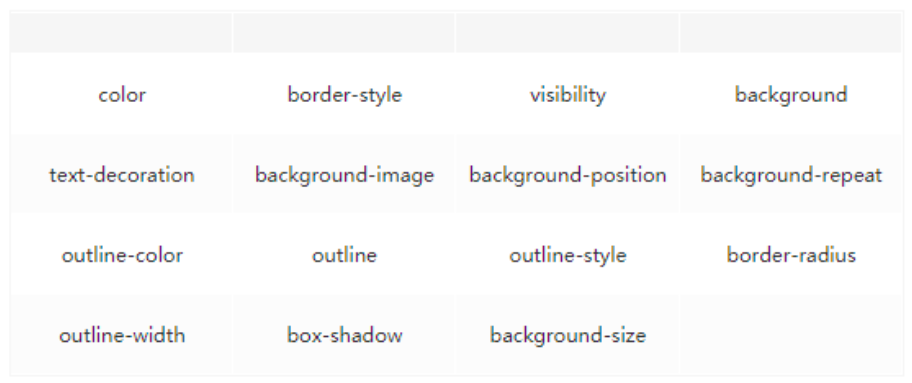 color border-style visibility background
text-decoration background-image background-position background-repeat
outline-color outline outline-style border-radius
outline-width box-shadow background-size